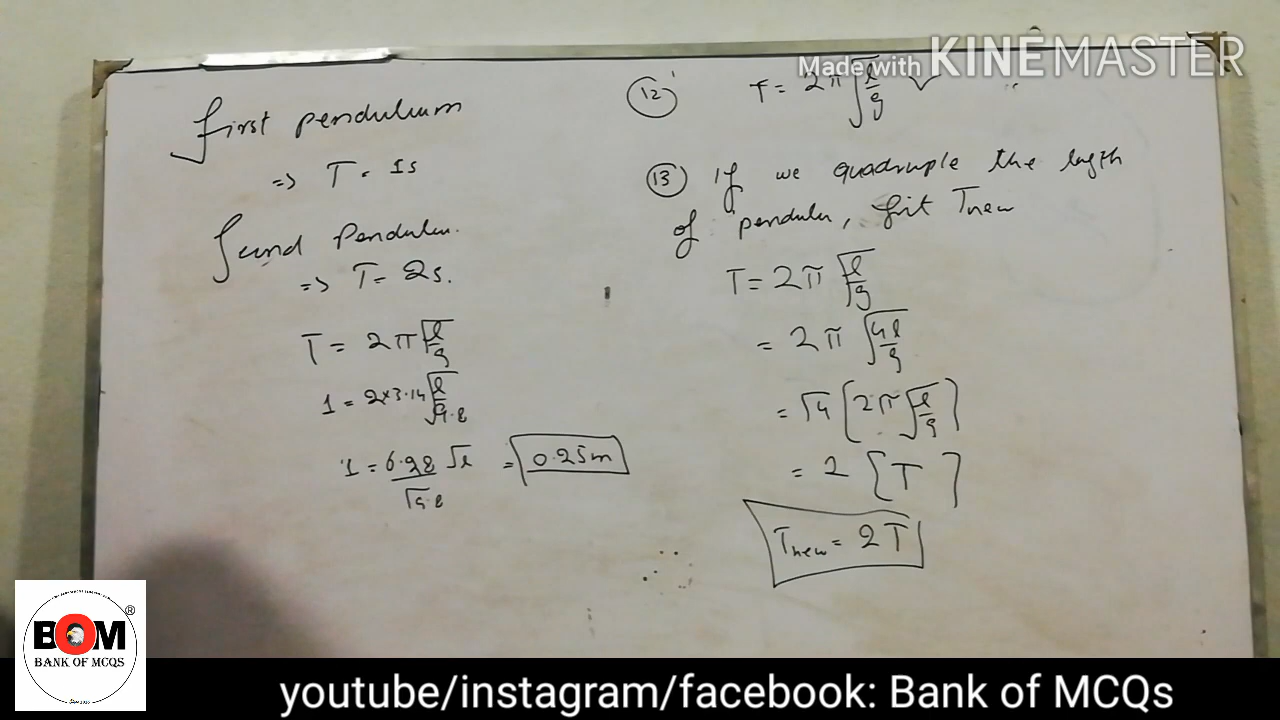 Made with KINEMASTER
first pendulum
=> T = 1s
Second Pendulum.
=> T = 2s.
T = 2π√(l/g)
1 = 2×3.14√(l/9.8)
1 = 6.28 √l / √9.8 = 0.25m
12 T = 2π√(l/g) ✓
13 If we quadruple the length
of pendulum, find Tnew
T = 2π√(l/g)
= 2π√(4l/g)
= √4 [2π√(l/g)]
= 2 [T]
Tnew = 2T
BOM®
BANK OF MCQS
youtube/instagram/facebook: Bank of MCQs